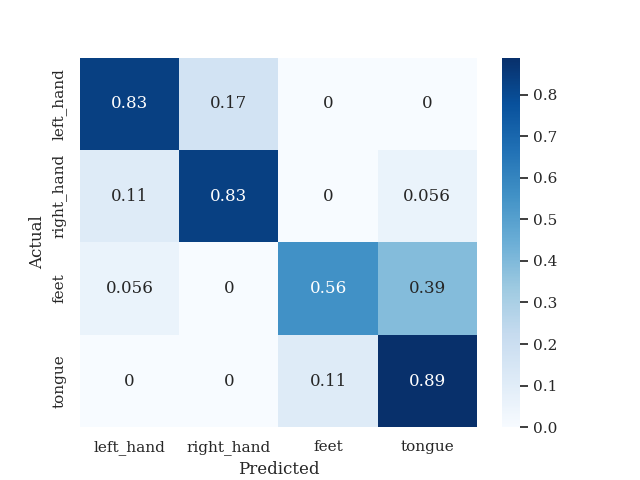 left_hand 0.83 0.17 0 0
right_hand 0.11 0.83 0 0.056
feet 0.056 0 0.56 0.39
tongue 0 0 0.11 0.89
Actual
left_hand right_hand feet tongue
Predicted
0.8
0.7
0.6
0.5
0.4
0.3
0.2
0.1
0.0